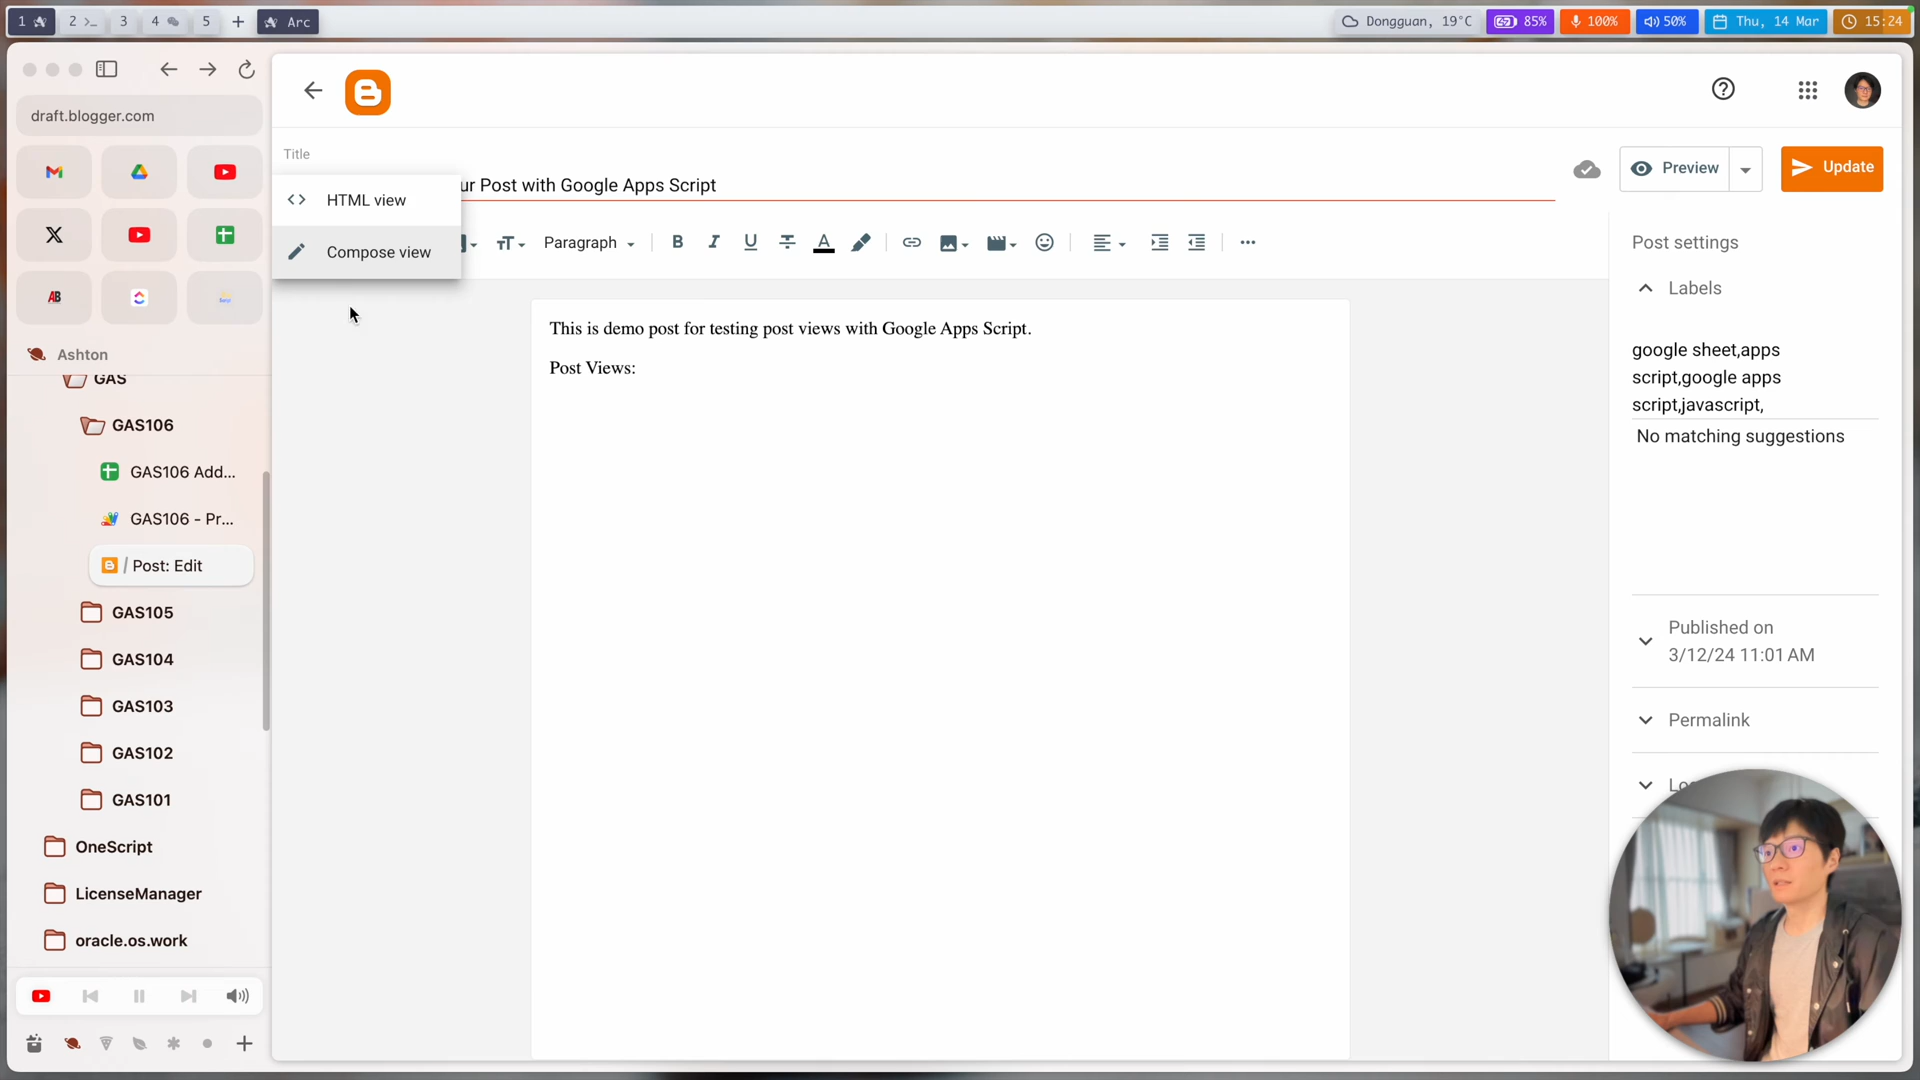 1 2 3 4 5 + Arc
Dongguan, 19°C 85% 100% 50% Thu, 14 Mar 15:24
draft.blogger.com
Title
ur Post with Google Apps Script
Preview
Update
HTML view
Compose view
Paragraph
This is demo post for testing post views with Google Apps Script.
Post Views:
Post settings
Labels
google sheet,apps
script,google apps
script,javascript,
No matching suggestions
Published on
3/12/24 11:01 AM
Permalink
AB
Ashton
GAS
GAS106
GAS106 Add...
GAS106 - Pr...
/ Post: Edit
GAS105
GAS104
GAS103
GAS102
GAS101
OneScript
LicenseManager
oracle.os.work